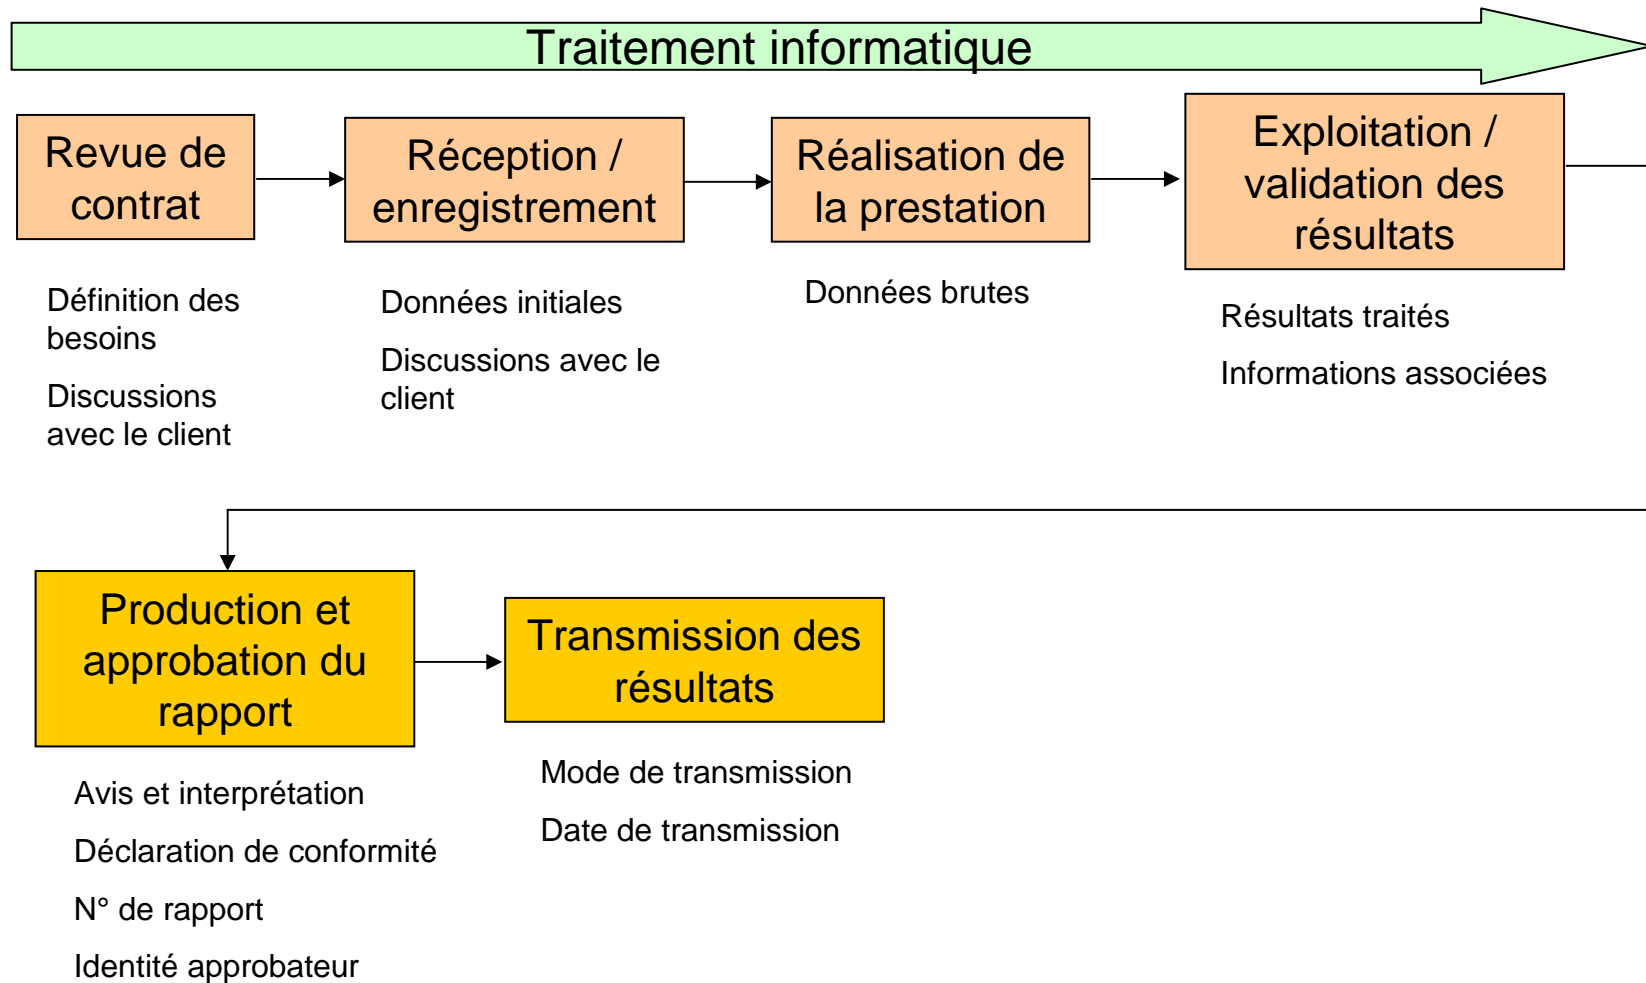 Traitement informatique
Revue de
contrat
Réception /
enregistrement
Réalisation de
la prestation
Exploitation /
validation des
résultats
Définition des
besoins
Discussions
avec le client
Données initiales
Discussions avec le
client
Données brutes
Résultats traités
Informations associées
Production et
approbation du
rapport
Transmission des
résultats
Avis et interprétation
Déclaration de conformité
N° de rapport
Identité approbateur
Mode de transmission
Date de transmission